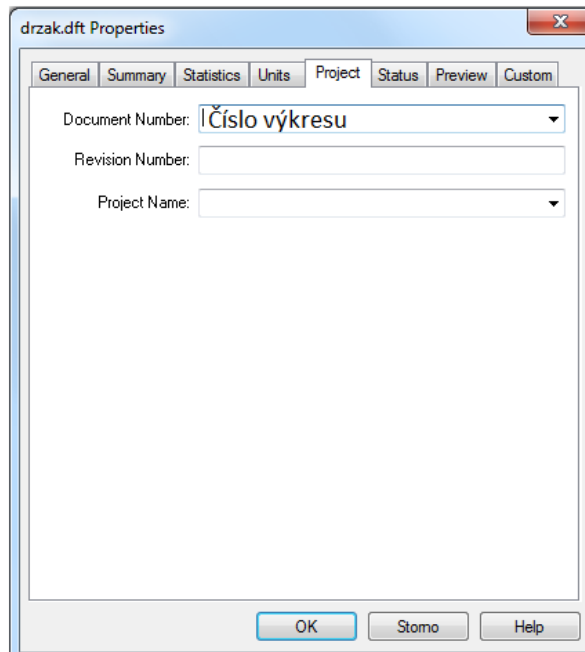 drzak.dft Properties
General Summary Statistics Units Project Status Preview Custom
Document Number: Číslo výkresu
Revision Number:
Project Name:
OK Storno Help